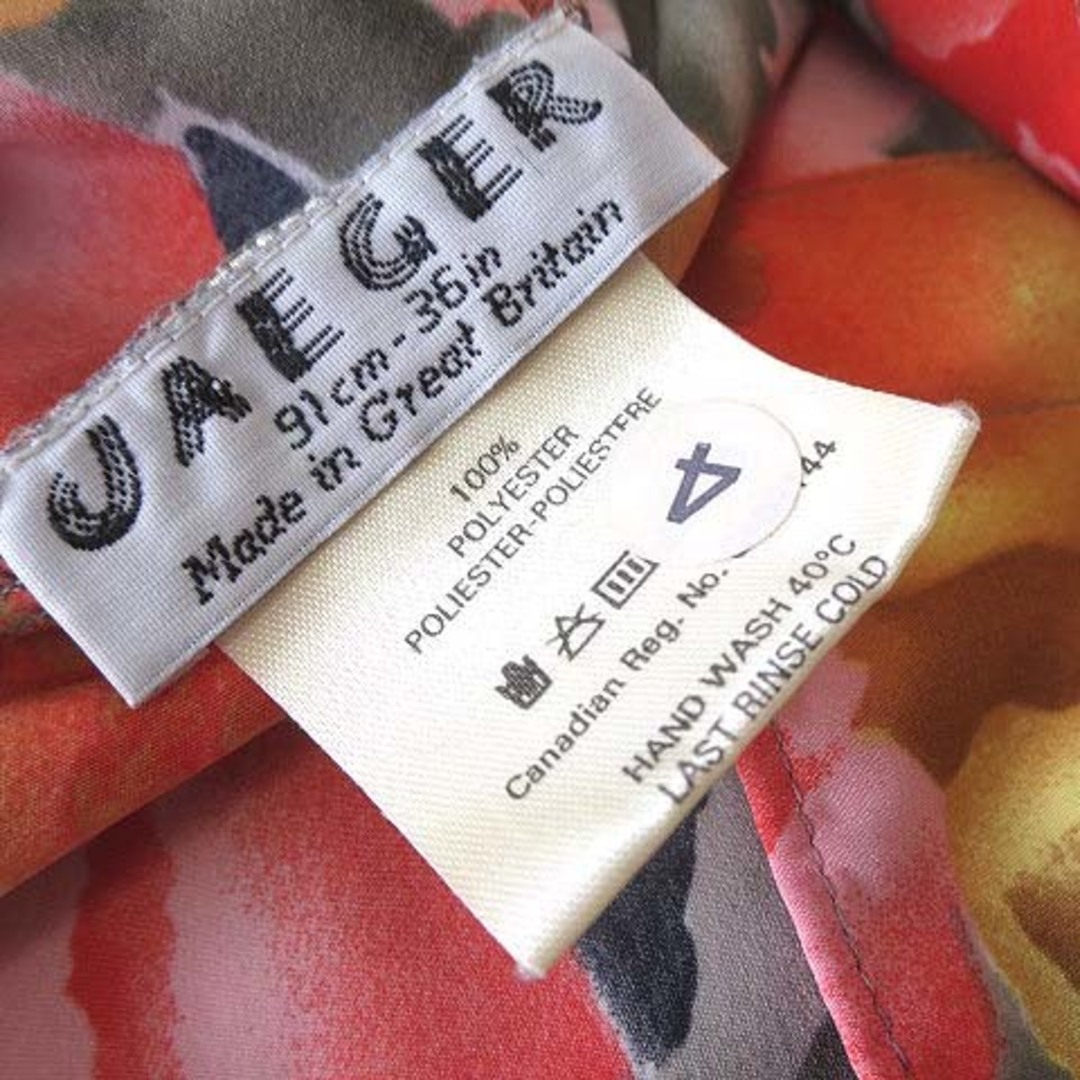 JAEGER
91cm-36in
Made in Great Britain
100%
POLYESTER
POLIESTER-POLIESTERE
4
Canadian Reg. No. 44
HAND WASH 40°C
LAST RINSE COLD